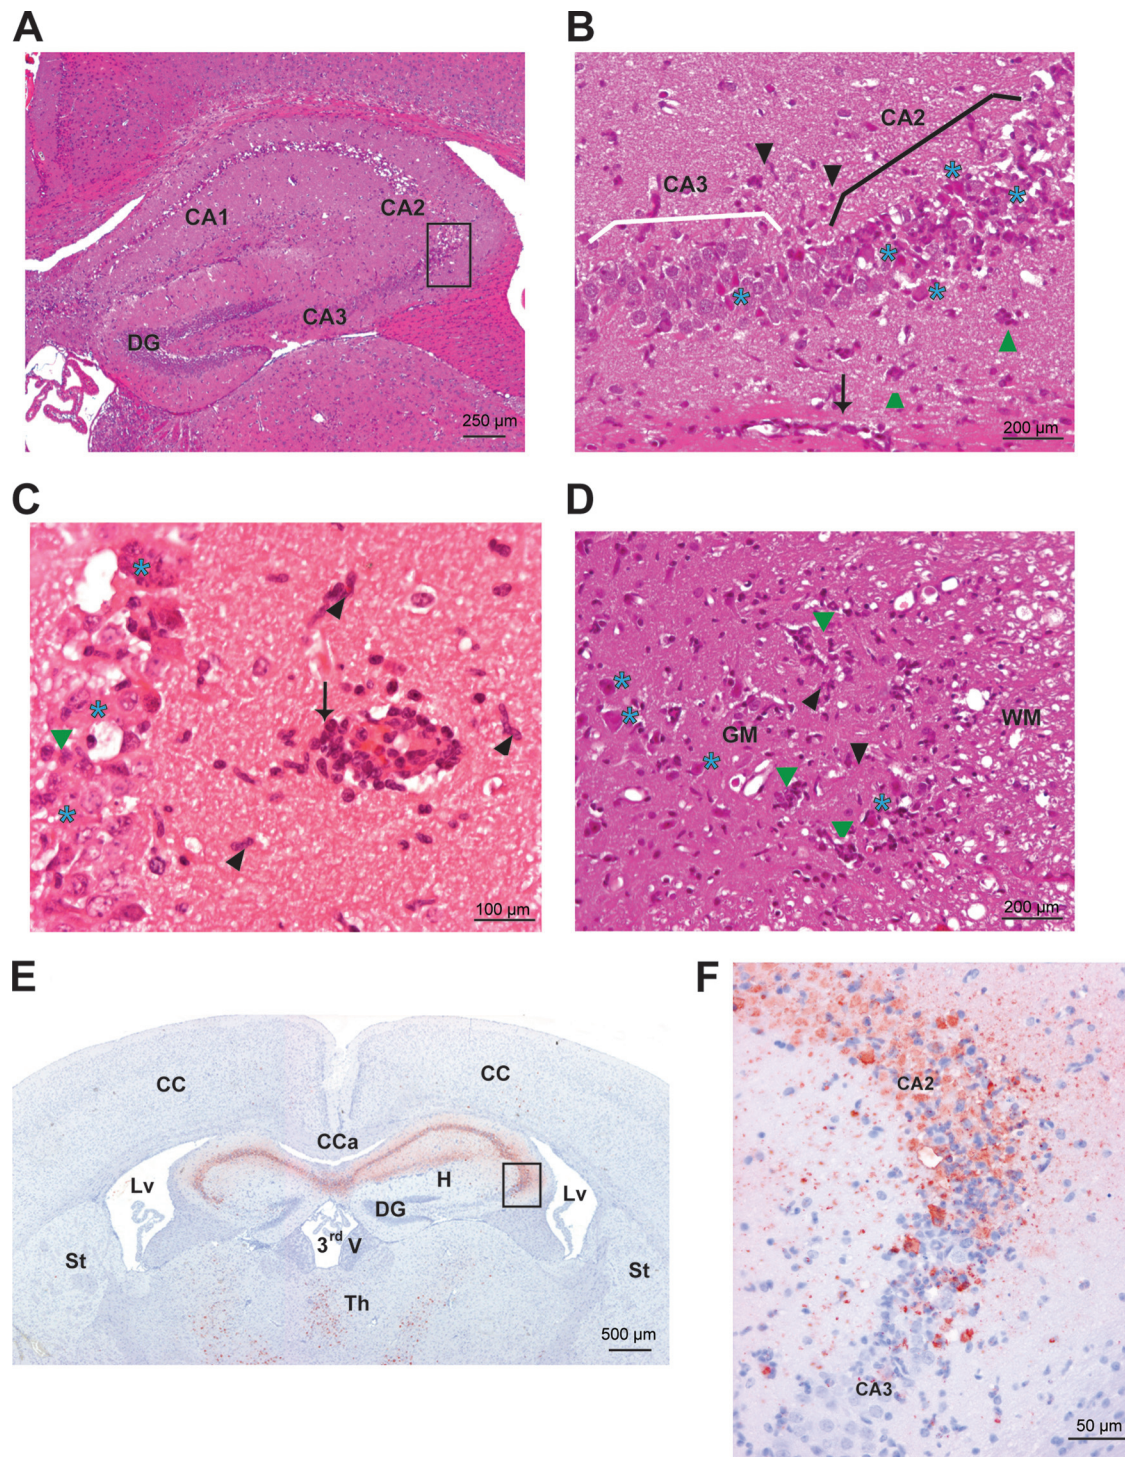 A
CA1
CA2
CA3
DG
250 µm
B
CA2
CA3
200 µm
C
100 µm
D
GM
WM
200 µm
E
CC
CC
CCa
H
Lv
Lv
DG
3rd V
St
St
Th
500 µm
F
CA2
CA3
50 µm